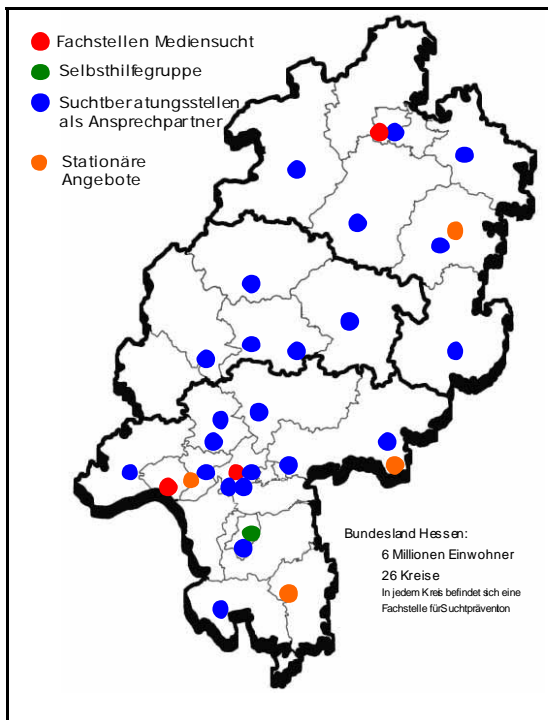 Fachstellen Mediensucht
Selbsthilfegruppe
Suchtberatungsstellen
als Ansprechpartner
Stationäre
Angebote
Bundesland Hessen:
6 Millionen Einwohner
26 Kreise
In jedem Kreis befindet sich eine
Fachstelle für Suchtprävention